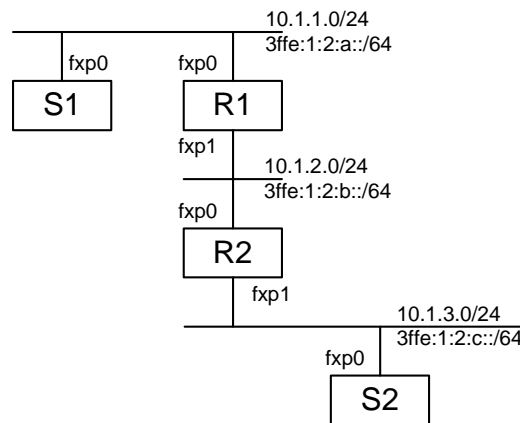 10.1.1.0/24
3ffe:1:2:a::/64
fxp0
fxp0
S1
R1
fxp1
10.1.2.0/24
3ffe:1:2:b::/64
fxp0
R2
fxp1
10.1.3.0/24
3ffe:1:2:c::/64
fxp0
S2